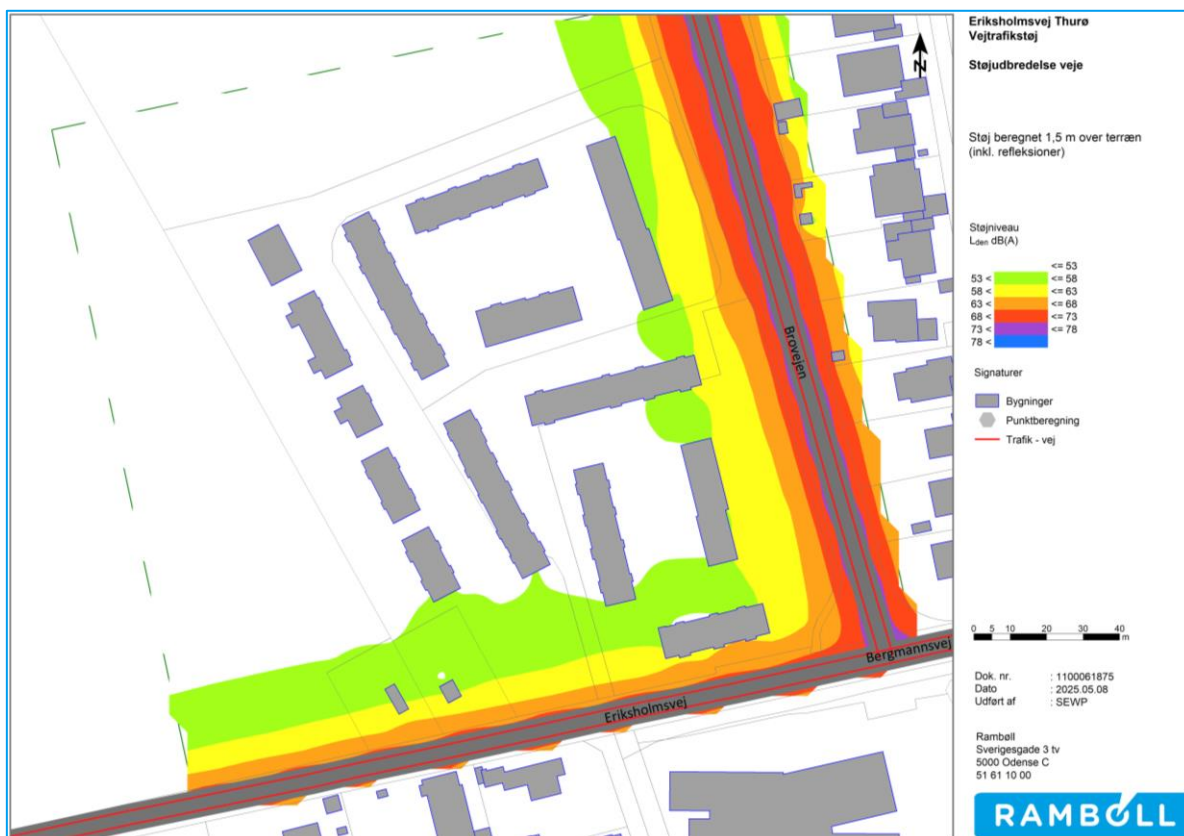 Eriksholmsvej Thurø
Vejtrafikstøj
Støjudbredelse veje
N
Støj beregnet 1,5 m over terræn
(inkl. refleksioner)
Støjniveau
Lden dB(A)
<= 53
53 < <= 58
58 < <= 63
63 < <= 68
68 < <= 73
73 < <= 78
78 <
Signaturer
Bygninger
Punktberegning
Trafik - vej
Brovejen
Bergmannsvej
Eriksholmsvej
0 5 10 20 30 40
m
Dok. nr. : 1100061875
Dato : 2025.05.08
Udført af : SEWP
Rambøll
Sverigesgade 3 tv
5000 Odense C
51 61 10 00
RAMBOLL